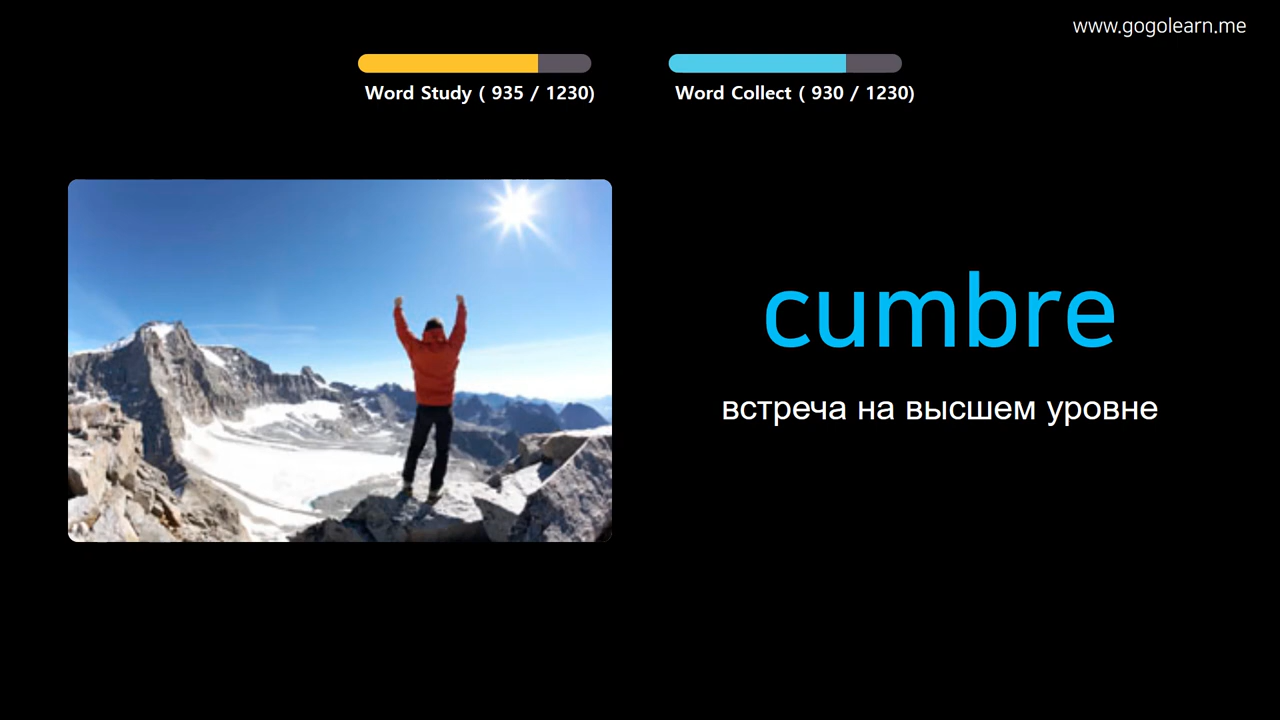 www.gogolearn.me
Word Study ( 935 / 1230)
Word Collect ( 930 / 1230)
cumbre
встреча на высшем уровне